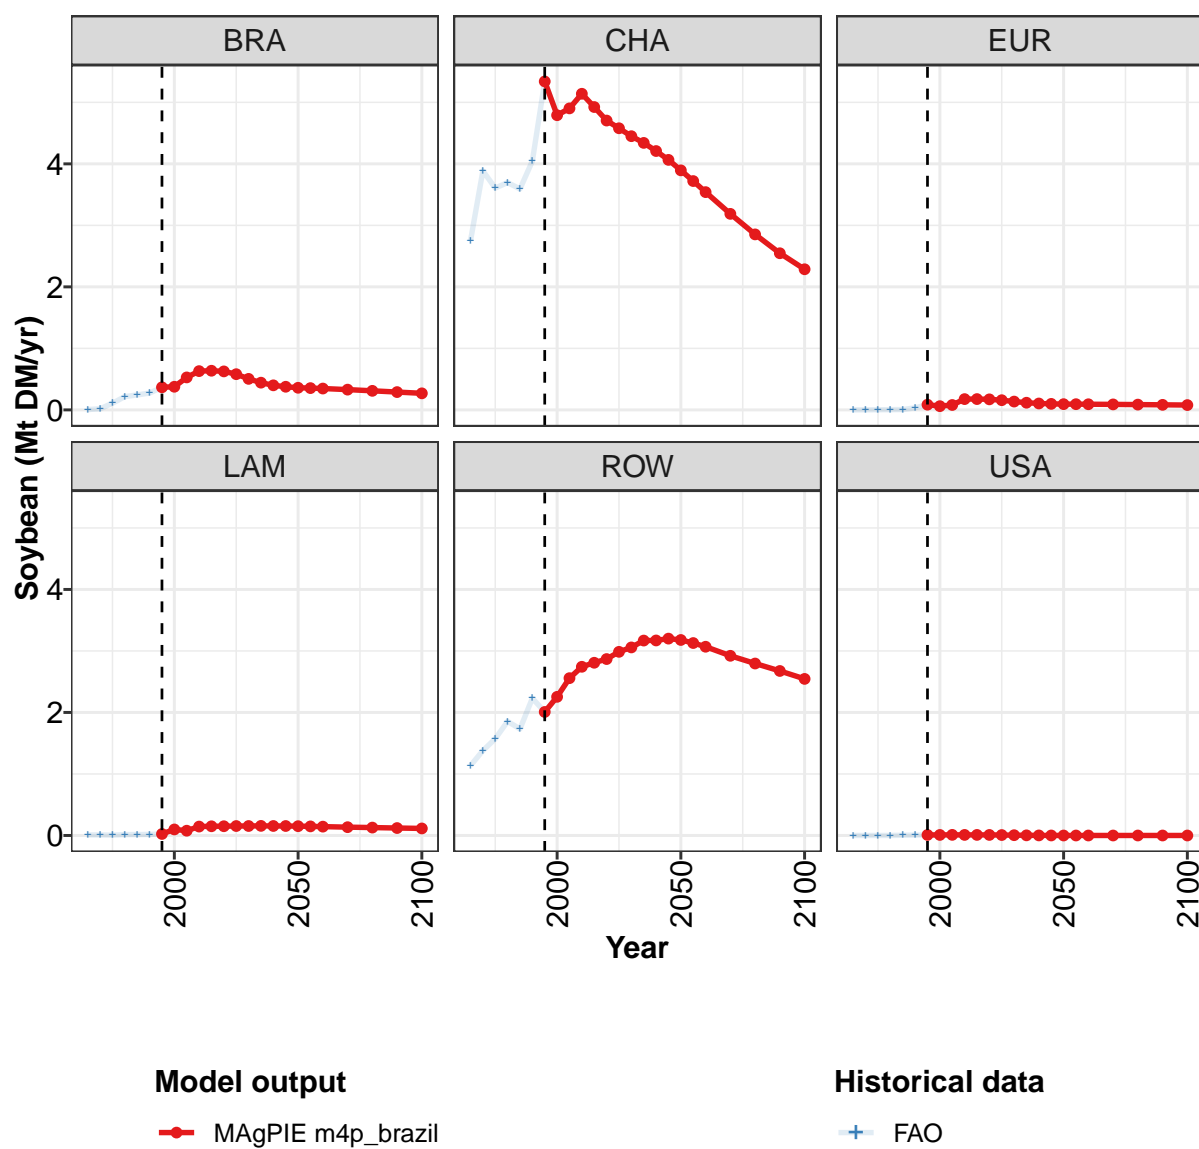 BRA
CHA
EUR
4
2
0
LAM
ROW
USA
4
2
0
Soybean (Mt DM/yr)
2000
2050
2100
2000
2050
2100
2000
2050
2100
Year
Model output
Historical data
MAgPIE m4p_brazil
FAO